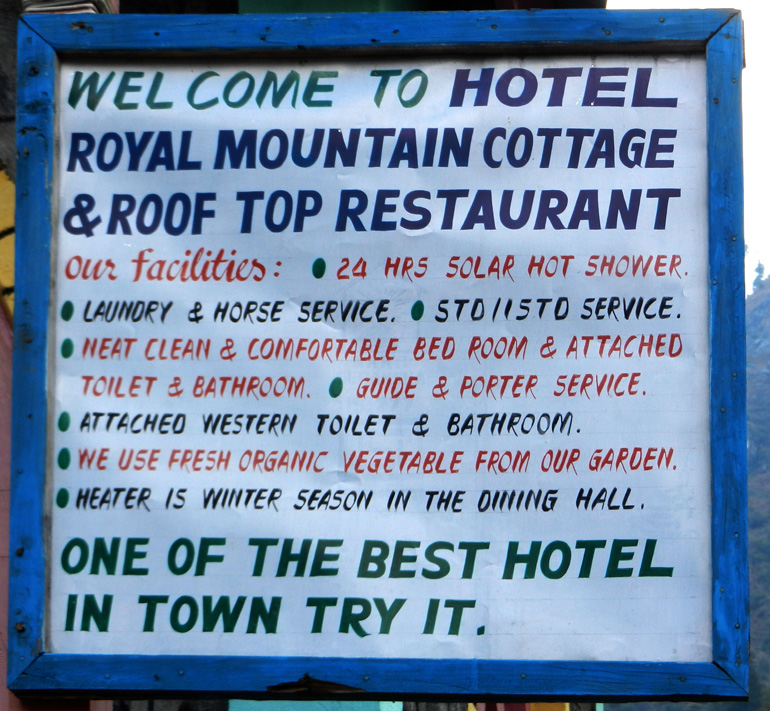 WELCOME TO HOTEL
ROYAL MOUNTAIN COTTAGE
& ROOF TOP RESTAURANT
our facilities: • 24 HRS SOLAR HOT SHOWER.
• LAUNDRY & HORSE SERVICE. • STD/ISTD SERVICE.
• NEAT CLEAN & COMFORTABLE BED ROOM & ATTACHED
TOILET & BATHROOM. • GUIDE & PORTER SERVICE.
• ATTACHED WESTERN TOILET & BATHROOM.
• WE USE FRESH ORGANIC VEGETABLE FROM OUR GARDEN.
• HEATER IS WINTER SEASON IN THE DINING HALL.
ONE OF THE BEST HOTEL
IN TOWN TRY IT.